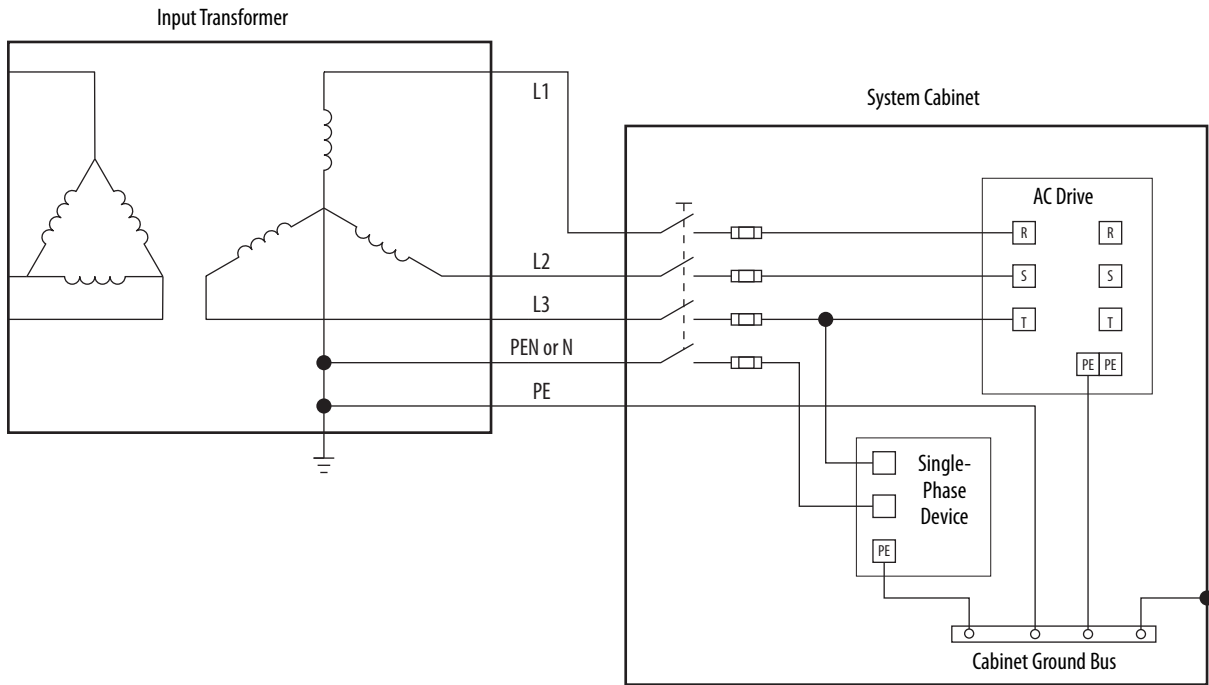 Input Transformer
L1
System Cabinet
AC Drive
R R
L2
S S
L3
T T
PEN or N
PE PE
PE
Single-
Phase
Device
PE
Cabinet Ground Bus